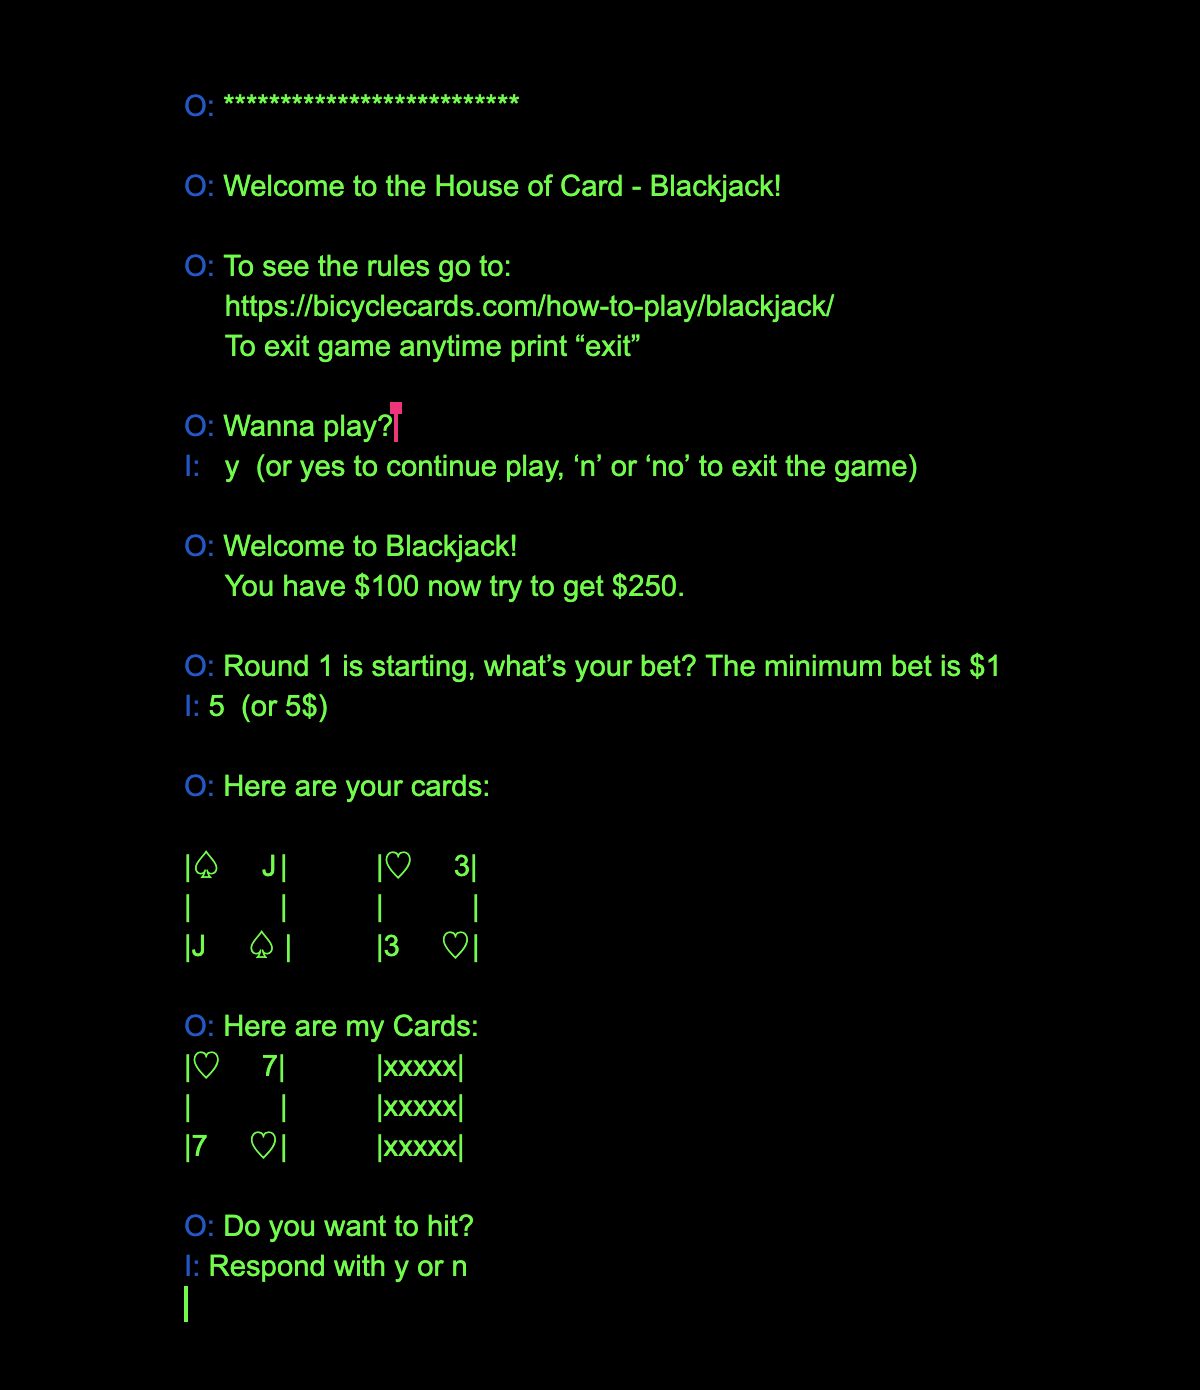 O: **************************
O: Welcome to the House of Card - Blackjack!
O: To see the rules go to:
https://bicyclecards.com/how-to-play/blackjack/
To exit game anytime print “exit”
O: Wanna play?
I: y (or yes to continue play, ‘n’ or ‘no’ to exit the game)
O: Welcome to Blackjack!
You have $100 now try to get $250.
O: Round 1 is starting, what’s your bet? The minimum bet is $1
I: 5 (or 5$)
O: Here are your cards:
|♤ J| |♡ 3|
| | | |
|J ♤ | |3 ♡|
O: Here are my Cards:
|♡ 7| |xxxxx|
| | |xxxxx|
|7 ♡| |xxxxx|
O: Do you want to hit?
I: Respond with y or n